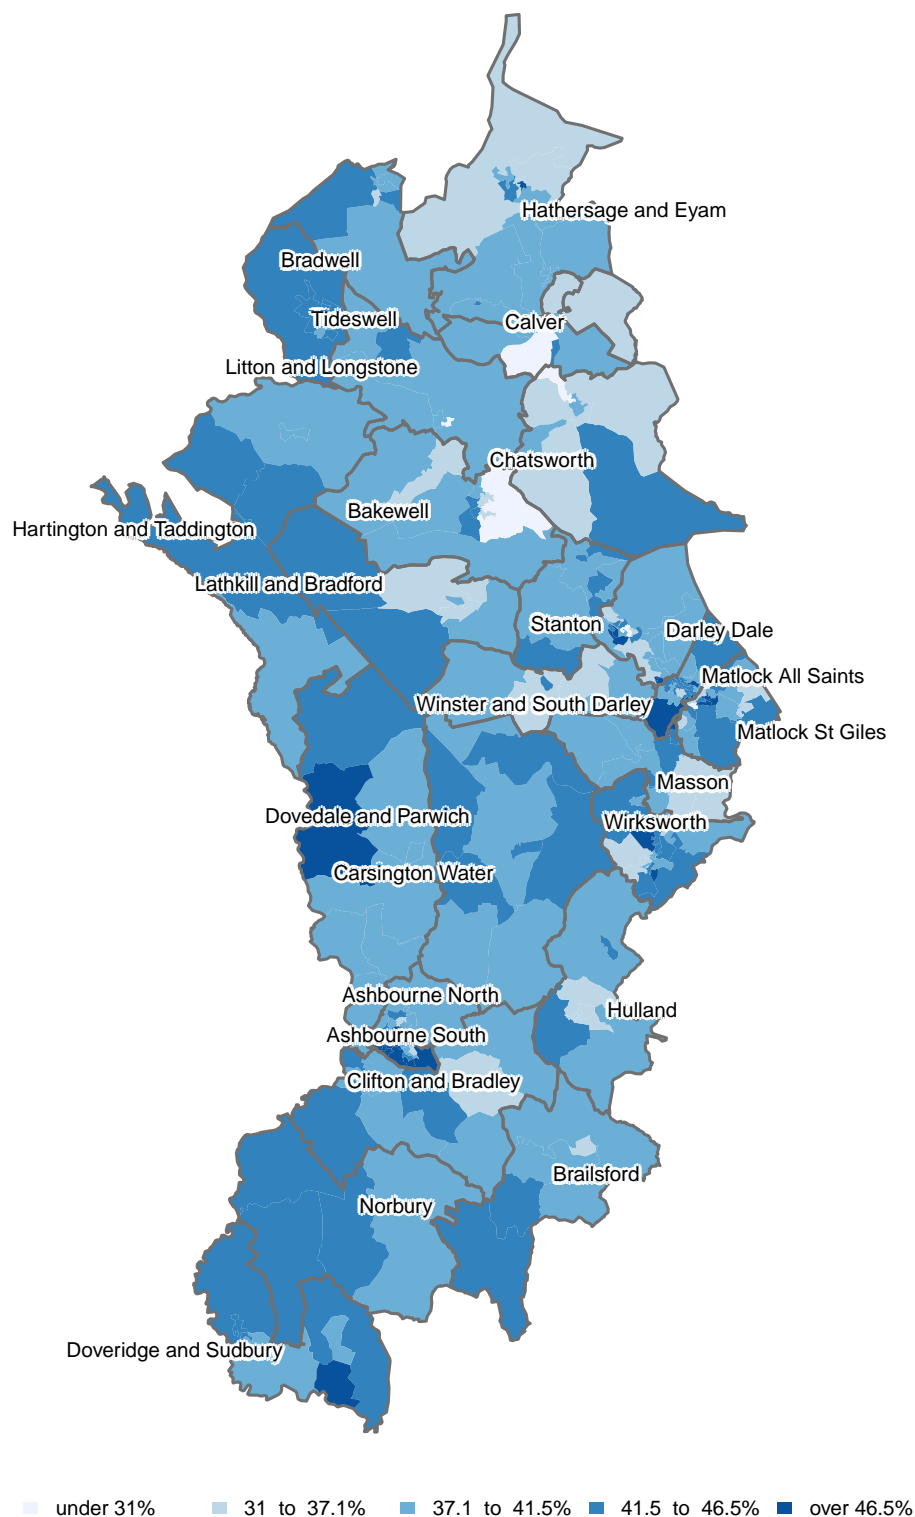 Hathersage and Eyam
Bradwell
Tideswell
Calver
Litton and Longstone
Chatsworth
Bakewell
Hartington and Taddington
Lathkill and Bradford
Stanton
Darley Dale
Matlock All Saints
Winster and South Darley
Matlock St Giles
Masson
Dovedale and Parwich
Wirksworth
Carsington Water
Ashbourne North
Hulland
Ashbourne South
Clifton and Bradley
Brailsford
Norbury
Doveridge and Sudbury
under 31% 31 to 37.1% 37.1 to 41.5% 41.5 to 46.5% over 46.5%